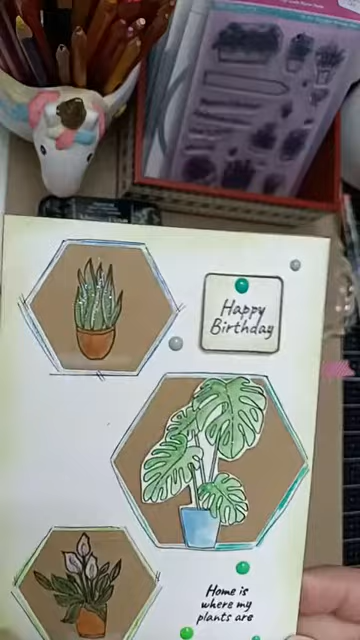 Happy
Birthday
Home is
where my
plants are